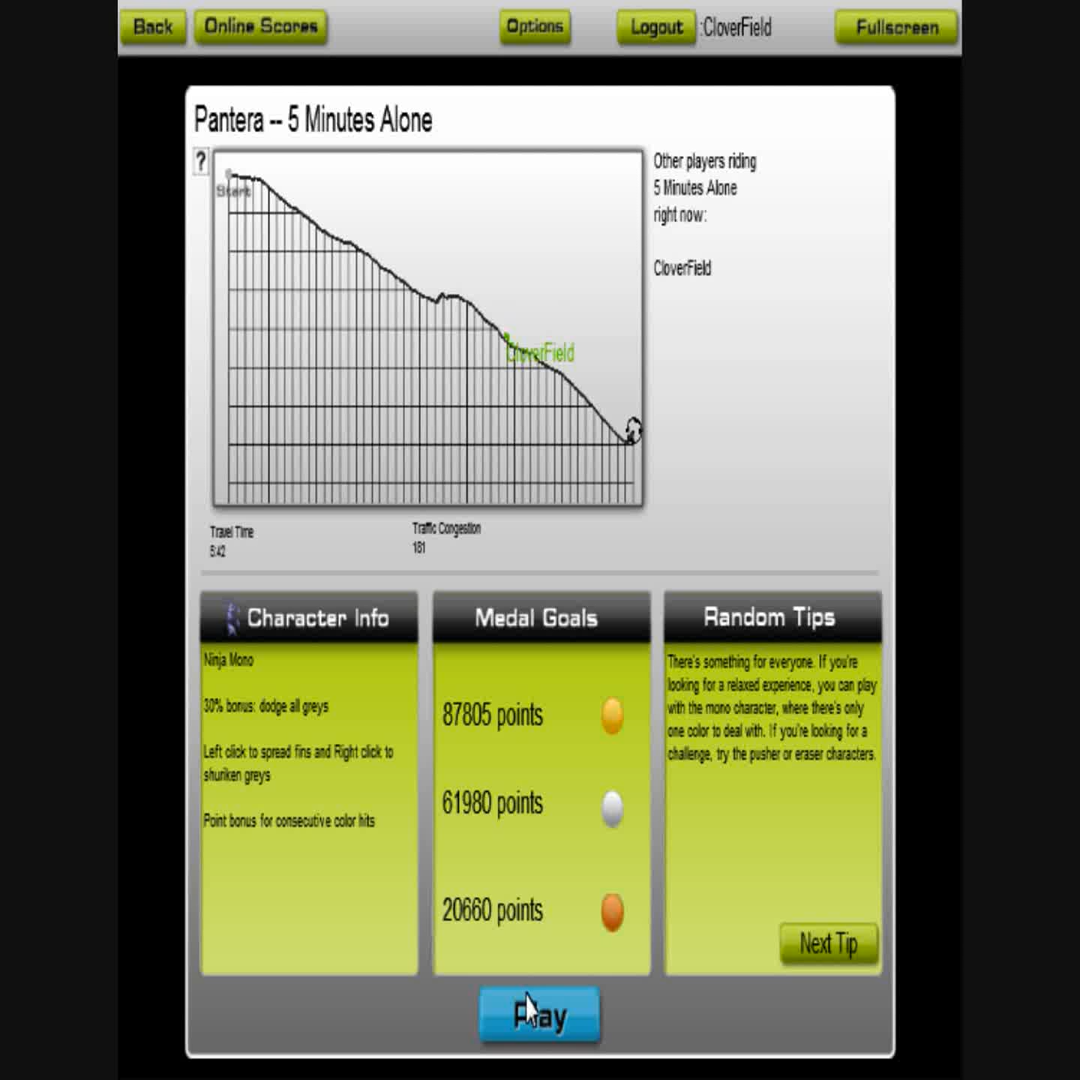 Back
Online Scores
Options
Logout
:CloverField
Fullscreen
Pantera -- 5 Minutes Alone
?
Start
CloverField
Other players riding
5 Minutes Alone
right now:
CloverField
Travel Time
5:42
Traffic Congestion
181
Character Info
Ninja Mono
30% bonus: dodge all greys
Left click to spread fins and Right click to
shuriken greys
Point bonus for consecutive color hits
Medal Goals
87805 points
61980 points
20660 points
Random Tips
There's something for everyone. If you're
looking for a relaxed experience, you can play
with the mono character, where there's only
one color to deal with. If you're looking for a
challenge, try the pusher or eraser characters.
Next Tip
Play